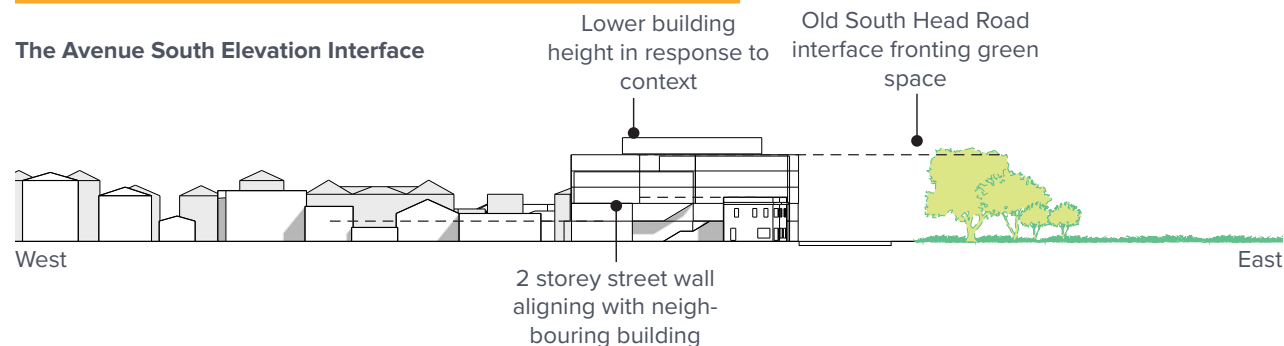 The Avenue South Elevation Interface
Lower building
height in response to
context
Old South Head Road
interface fronting green
space
West
East
2 storey street wall
aligning with neigh-
bouring building